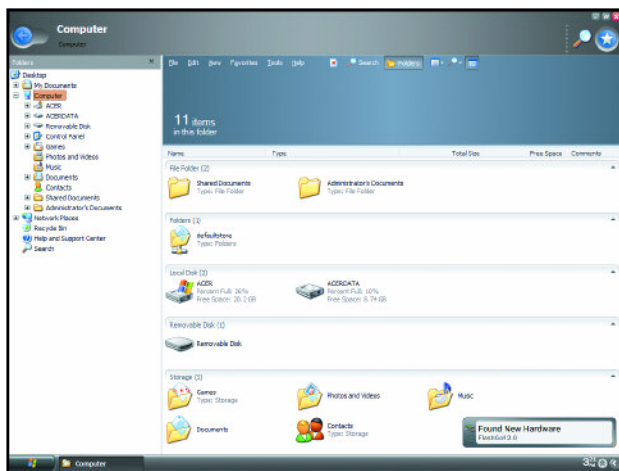 Computer
Computer
Folders
File Edit View Favorites Tools Help Search Folders
Desktop
My Documents
Computer
ACER
ACERDATA
Removable Disk
Control Panel
Games
Photos and Videos
Music
Documents
Contacts
Shared Documents
Administrator's Documents
Network Places
Recycle Bin
Help and Support Center
Search
11 items
in this folder
Name Type Total Size Free Space Comments
File Folder (2)
Shared Documents
Type: File Folder
Administrator's Documents
Type: File Folder
Folders (1)
defaultstore
Type: Folders
Local Disk (2)
ACER
Percent Full: 26%
Free Space: 20.2 GB
ACERDATA
Percent Full: 10%
Free Space: 8.74 GB
Removable Disk (1)
Removable Disk
Storage (5)
Games
Type: Storage
Photos and Videos
Music
Documents
Contacts
Type: Storage
Found New Hardware
Computer